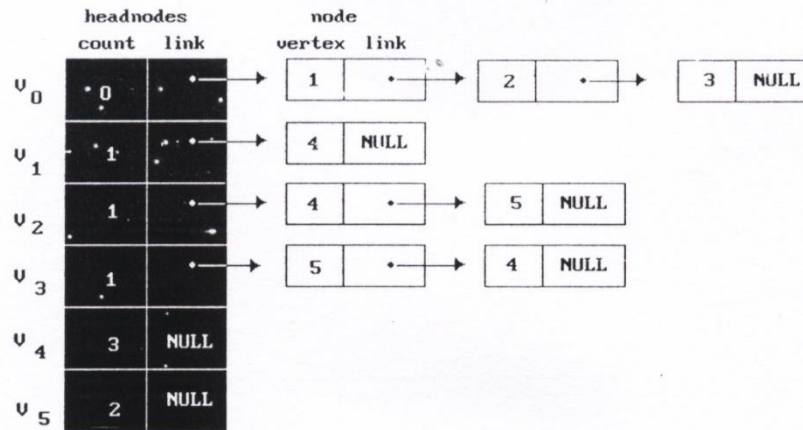 headnodes node
count link vertex link
V0 0 1 2 3 NULL
V1 1 4 NULL
V2 1 4 5 NULL
V3 1 5 4 NULL
V4 3 NULL
V5 2 NULL